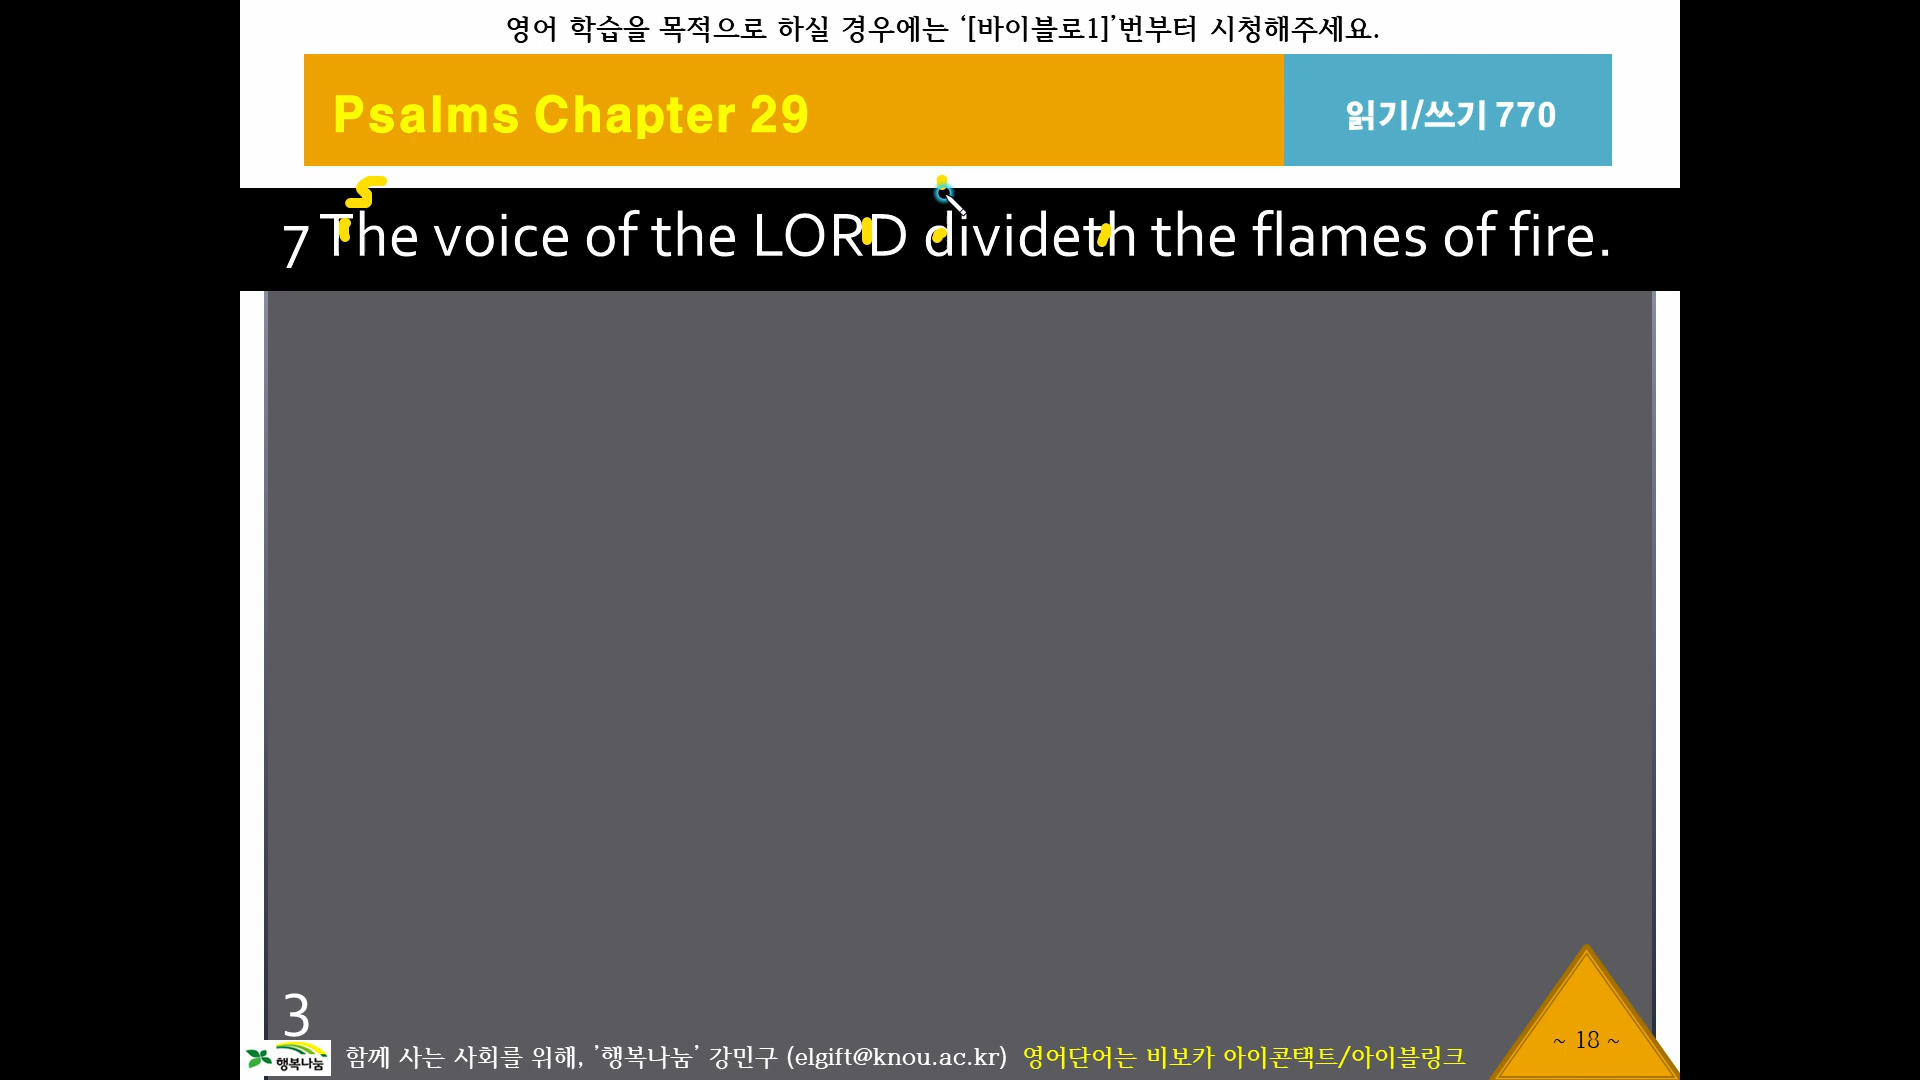 영어 학습을 목적으로 하실 경우에는 ‘[바이블로1]’번부터 시청해주세요.
Psalms Chapter 29
읽기/쓰기 770
S
7 The voice of the LORD divideth the flames of fire.
3
행복나눔
함께 사는 사회를 위해, ’행복나눔’ 강민구 (elgift@knou.ac.kr) 영어단어는 비보카 아이콘택트/아이블링크
~ 18 ~